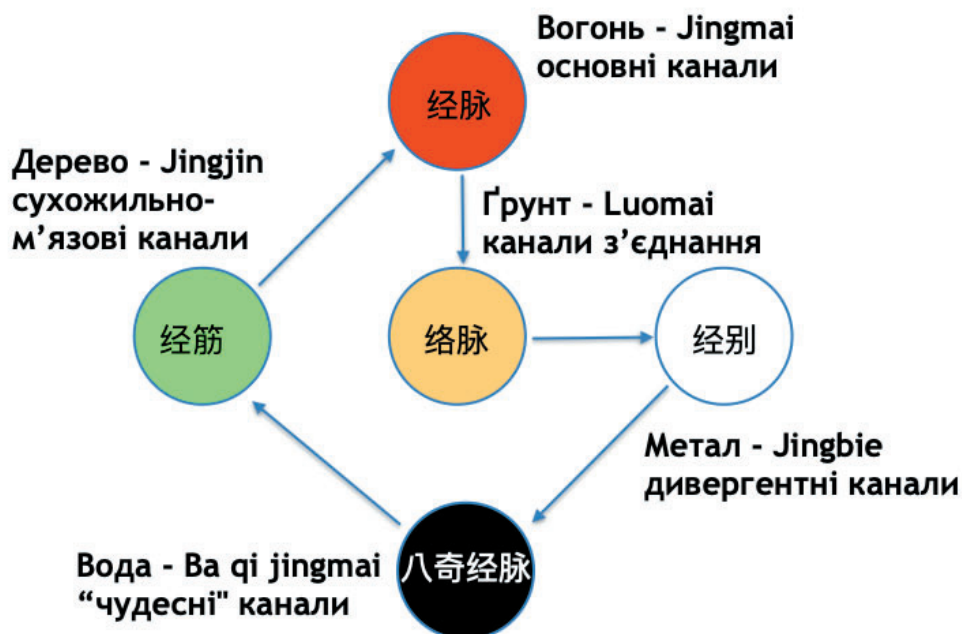 Вогонь - Jingmai
основні канали
经脉
Дерево - Jingjin
сухожильно-
м’язові канали
Ґрунт - Luomai
канали з’єднання
经筋
络脉
经别
Метал - Jingbie
дивергентні канали
八奇经脉
Вода - Ba qi jingmai
“чудесні" канали